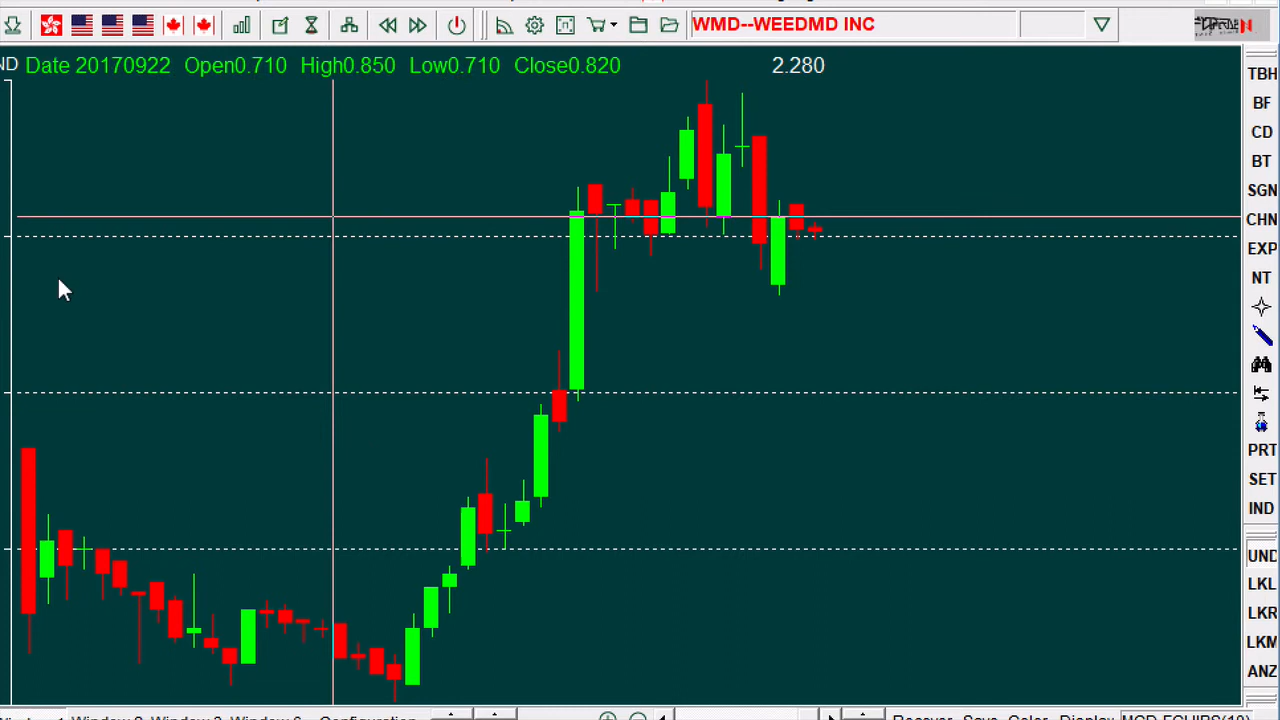 WMD--WEEDMD INC
ND Date 20170922 Open0.710 High0.850 Low0.710 Close0.820 2.280
TBH
BF
CD
BT
SGN
CHN
EXP
NT
PRT
SET
IND
UND
LKL
LKR
LKM
ANZ